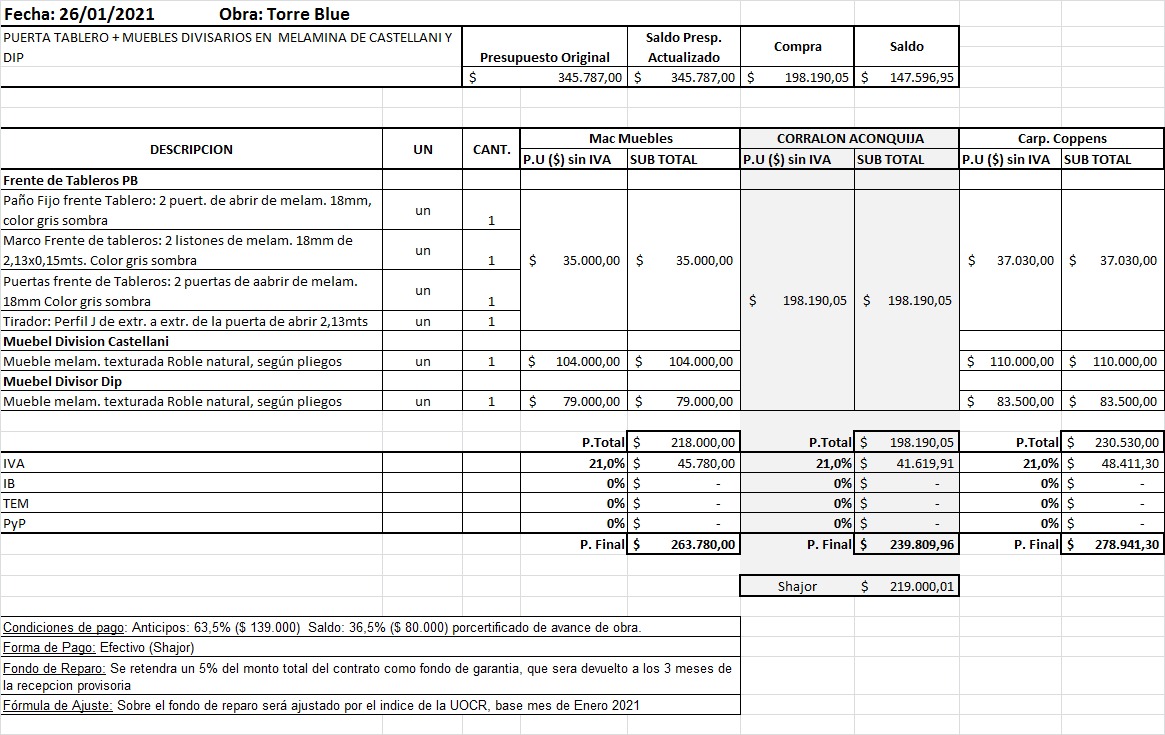 Fecha: 26/01/2021 Obra: Torre Blue
PUERTA TABLERO + MUEBLES DIVISARIOS EN MELAMINA DE CASTELLANI Y
DIP
Presupuesto Original
Saldo Presp.
Actualizado
Compra
Saldo
$ 345.787,00 $ 345.787,00 $ 198.190,05 $ 147.596,95
DESCRIPCION UN CANT. Mac Muebles CORRALON ACONQUIJA Carp. Coppens
P.U ($) sin IVA SUB TOTAL P.U ($) sin IVA SUB TOTAL P.U ($) sin IVA SUB TOTAL
Frente de Tableros PB
Paño Fijo frente Tablero: 2 puert. de abrir de melam. 18mm,
color gris sombra
un 1
Marco Frente de tableros: 2 listones de melam. 18mm de
2,13x0,15mts. Color gris sombra
un 1
$ 35.000,00 $ 35.000,00 $ 37.030,00 $ 37.030,00
Puertas frente de Tableros: 2 puertas de aabrir de melam.
18mm Color gris sombra
un 1
$ 198.190,05 $ 198.190,05
Tirador: Perfil J de extr. a extr. de la puerta de abrir 2,13mts un 1
Muebel Division Castellani
Mueble melam. texturada Roble natural, según pliegos un 1 $ 104.000,00 $ 104.000,00 $ 110.000,00 $ 110.000,00
Muebel Divisor Dip
Mueble melam. texturada Roble natural, según pliegos un 1 $ 79.000,00 $ 79.000,00 $ 83.500,00 $ 83.500,00
P.Total $ 218.000,00 P.Total $ 198.190,05 P.Total $ 230.530,00
IVA 21,0% $ 45.780,00 21,0% $ 41.619,91 21,0% $ 48.411,30
IB 0% $ - 0% $ - 0% $ -
TEM 0% $ - 0% $ - 0% $ -
PyP 0% $ - 0% $ - 0% $ -
P. Final $ 263.780,00 P. Final $ 239.809,96 P. Final $ 278.941,30
Shajor $ 219.000,01
Condiciones de pago: Anticipos: 63,5% ($ 139.000) Saldo: 36,5% ($ 80.000) porcertificado de avance de obra.
Forma de Pago: Efectivo (Shajor)
Fondo de Reparo: Se retendra un 5% del monto total del contrato como fondo de garantia, que sera devuelto a los 3 meses de
la recepcion provisoria
Fórmula de Ajuste: Sobre el fondo de reparo será ajustado por el indice de la UOCR, base mes de Enero 2021